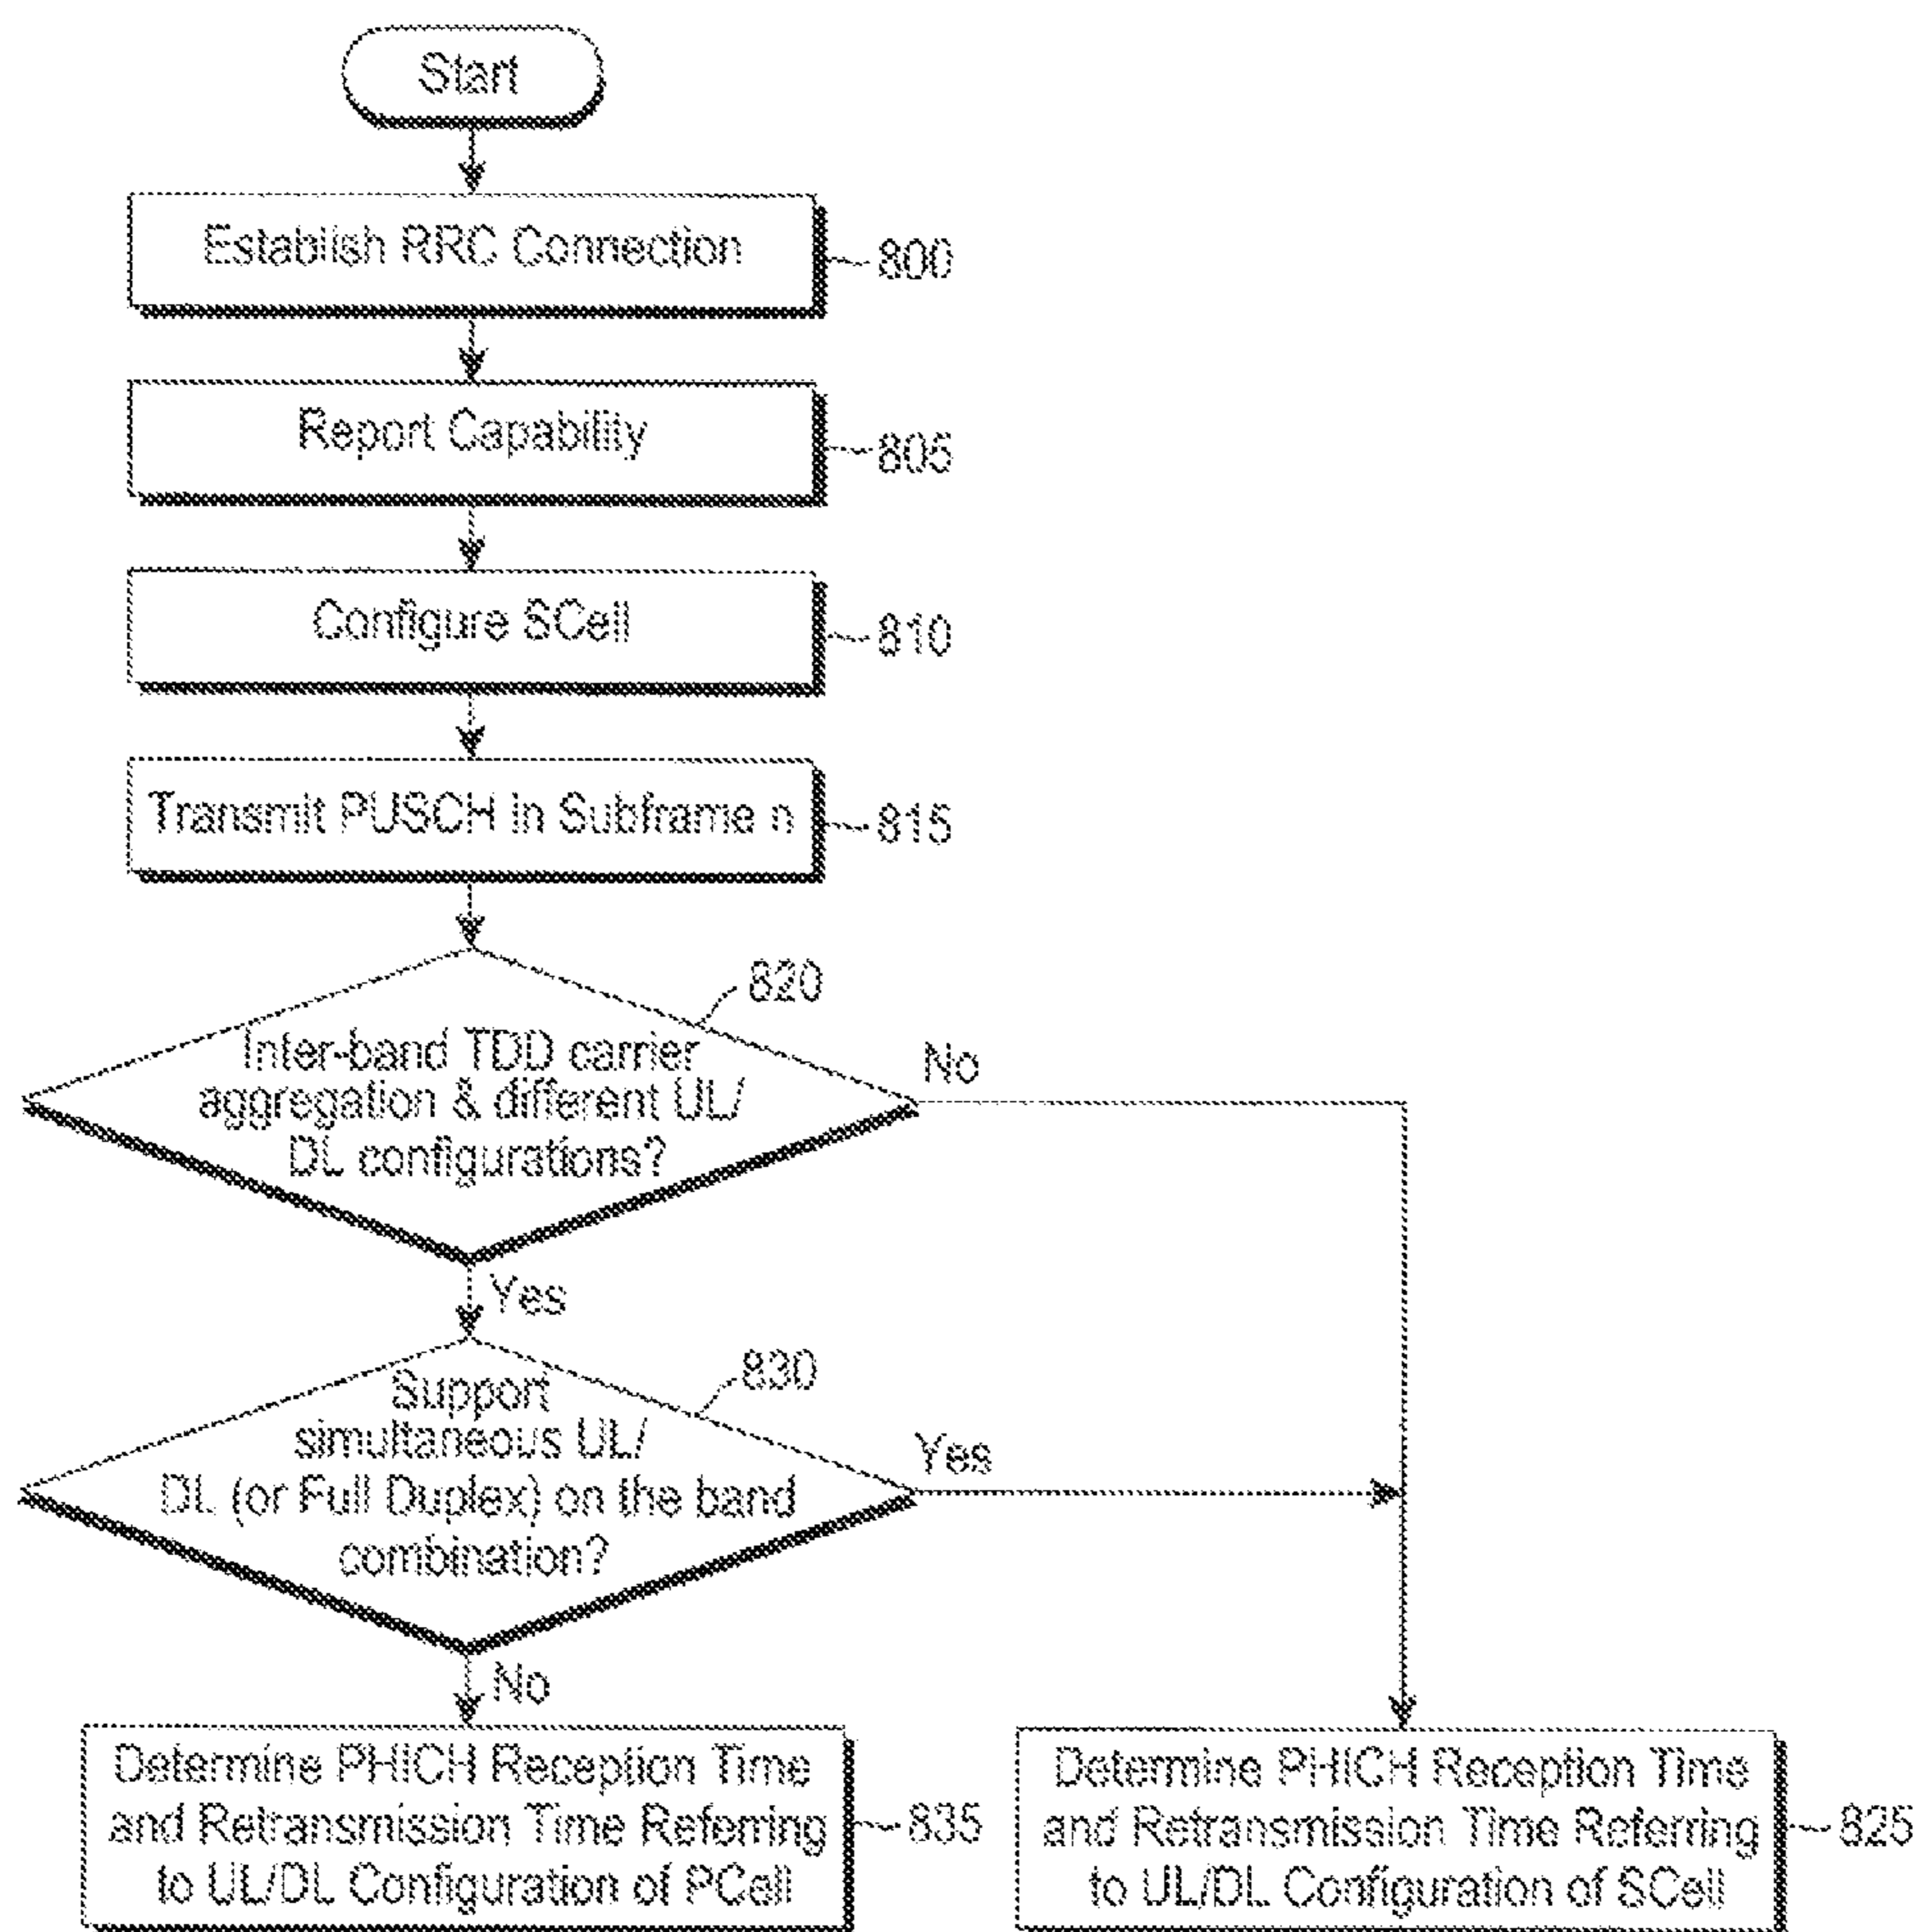 Start
Establish RRC Connection
800
Report Capability
805
Configure SCell
810
Transmit PUSCH in Subframe n
815
820
Inter-band TDD carrier
aggregation & different UL/
DL configurations?
No
Yes
830
Support
simultaneous UL/
DL (or Full Duplex) on the band
combination?
Yes
No
Determine PHICH Reception Time
and Retransmission Time Referring
to UL/DL Configuration of PCell
835
Determine PHICH Reception Time
and Retransmission Time Referring
to UL/DL Configuration of SCell
825